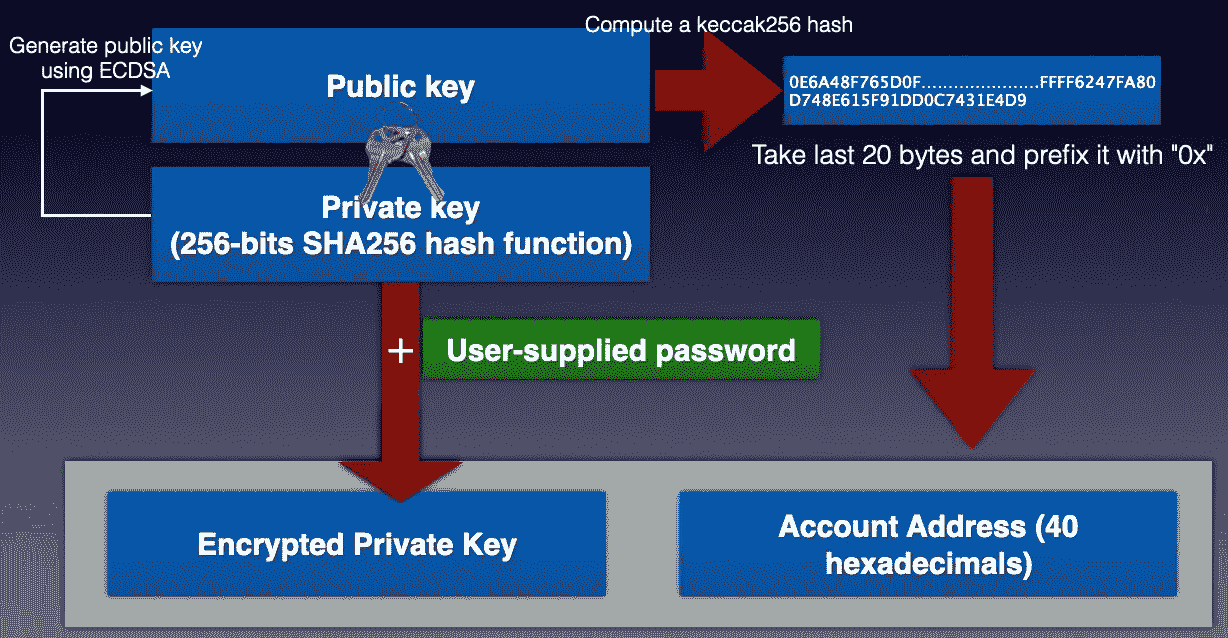 Compute a keccak256 hash
Generate public key
using ECDSA
Public key
0E6A48F765D0F.....................FFFF6247FA80
D748E615F91DD0C7431E4D9
Take last 20 bytes and prefix it with "0x"
Private key
(256-bits SHA256 hash function)
+
User-supplied password
Encrypted Private Key
Account Address (40
hexadecimals)